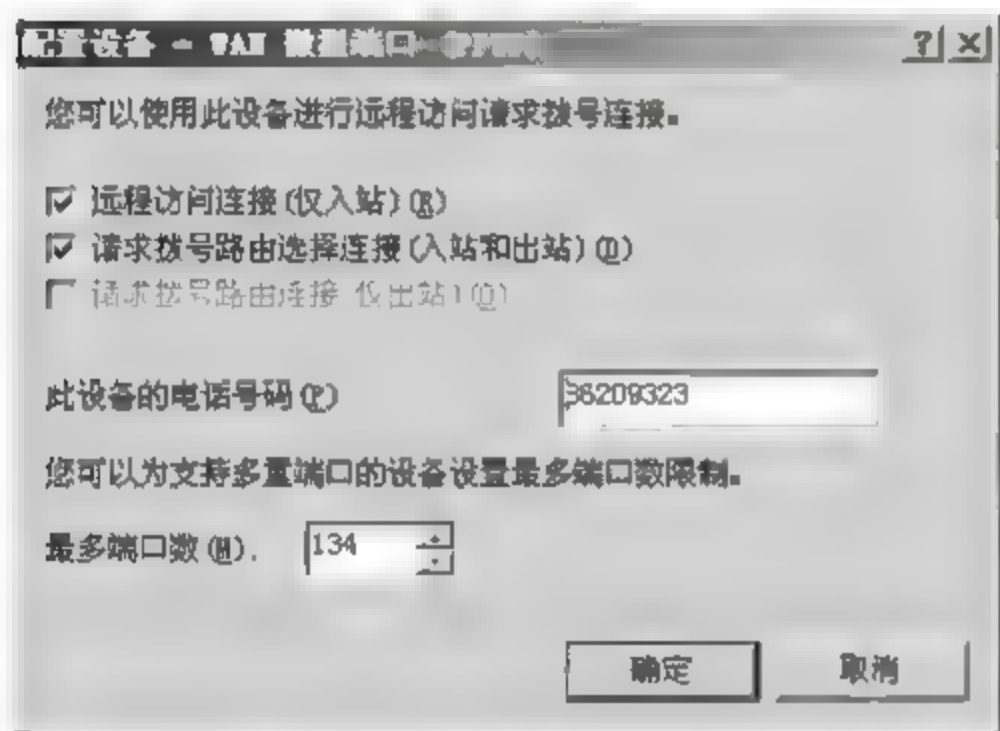 配置设备 - WAN 微型端口
您可以使用此设备进行远程访问请求拨号连接。
远程访问连接(仅入站)(R)
请求拨号路由选择连接(入站和出站)(I)
请求拨号路由连接 仅出站)(O)
此设备的电话号码(P)
86209323
您可以为支持多重端口的设备设置最多端口数限制。
最多端口数(M).
134
确定
取消